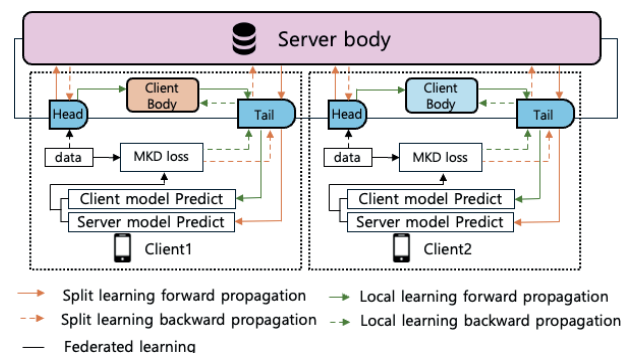 Server body
Head
Client
Body
Tail
data
MKD loss
Client model Predict
Server model Predict
Client1
Head
Client
Body
Tail
data
MKD loss
Client model Predict
Server model Predict
Client2
Split learning forward propagation
Local learning forward propagation
Split learning backward propagation
Local learning backward propagation
Federated learning